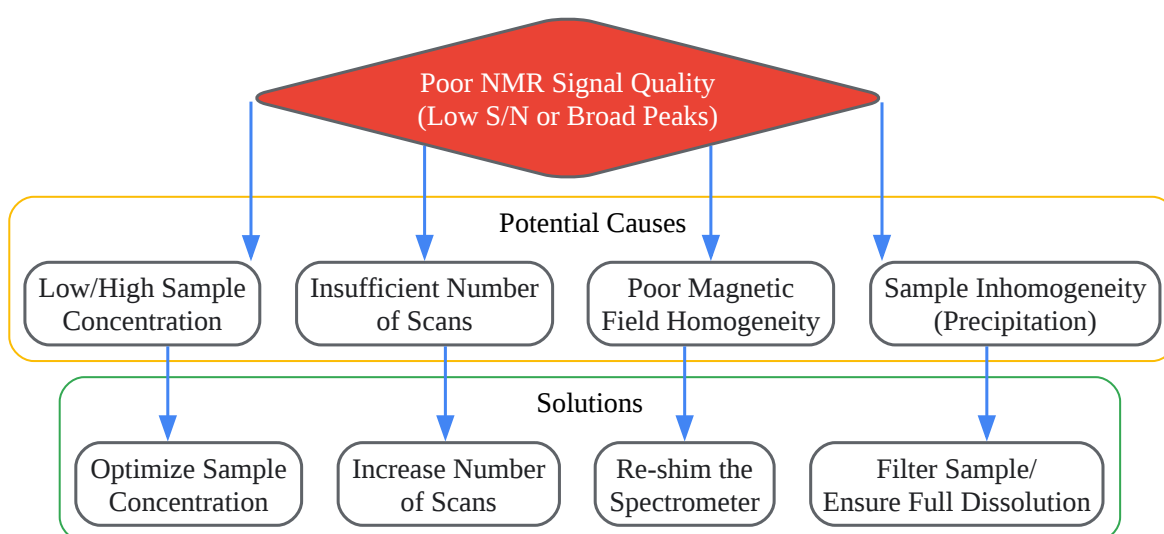 Poor NMR Signal Quality
(Low S/N or Broad Peaks)
Potential Causes
Low/High Sample
Concentration
Insufficient Number
of Scans
Poor Magnetic
Field Homogeneity
Sample Inhomogeneity
(Precipitation)
Solutions
Optimize Sample
Concentration
Increase Number
of Scans
Re-shim the
Spectrometer
Filter Sample/
Ensure Full Dissolution